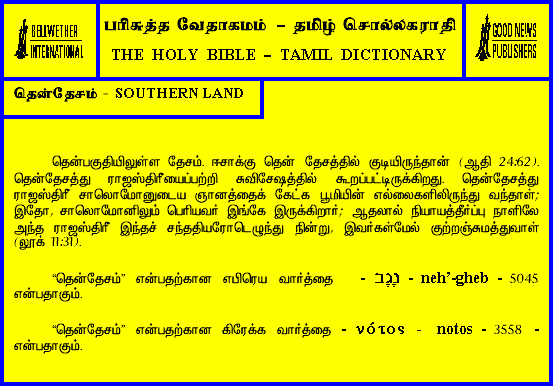 BELLWETHER
INTERNATIONAL
பரிசுத்த வேதாகமம் – தமிழ் சொல்லகராதி
THE HOLY BIBLE – TAMIL DICTIONARY
GOOD NEWS
PUBLISHERS
தென்தேசம் - SOUTHERN LAND
தென்பகுதியிலுள்ள தேசம். ஈசாக்கு தென் தேசத்தில் குடியிருந்தான் (ஆதி 24:62).
தென்தேசத்து ராஜஸ்திரீயைப்பற்றி சுவிசேஷத்தில் கூறப்பட்டிருக்கிறது. தென்தேசத்து
ராஜஸ்திரீ சாலொமோனுடைய ஞானத்தைக் கேட்க பூமியின் எல்லைகளிலிருந்து வந்தாள்;
இதோ, சாலொமோனிலும் பெரியவர் இங்கே இருக்கிறார்; ஆதலால் நியாயத்தீர்ப்பு நாளிலே
அந்த ராஜஸ்திரீ இந்தச் சந்ததியாரோடெழுந்து நின்று, இவர்கள்மேல் குற்றஞ்சுமத்துவாள்
(லூக் 11:31).
“தென்தேசம்” என்பதற்கான எபிரெய வார்த்தை - נֶגֶב - neh’-gheb - 5045
என்பதாகும்.
“தென்தேசம்” என்பதற்கான கிரேக்க வார்த்தை - νότος - notos - 3558 -
என்பதாகும்.